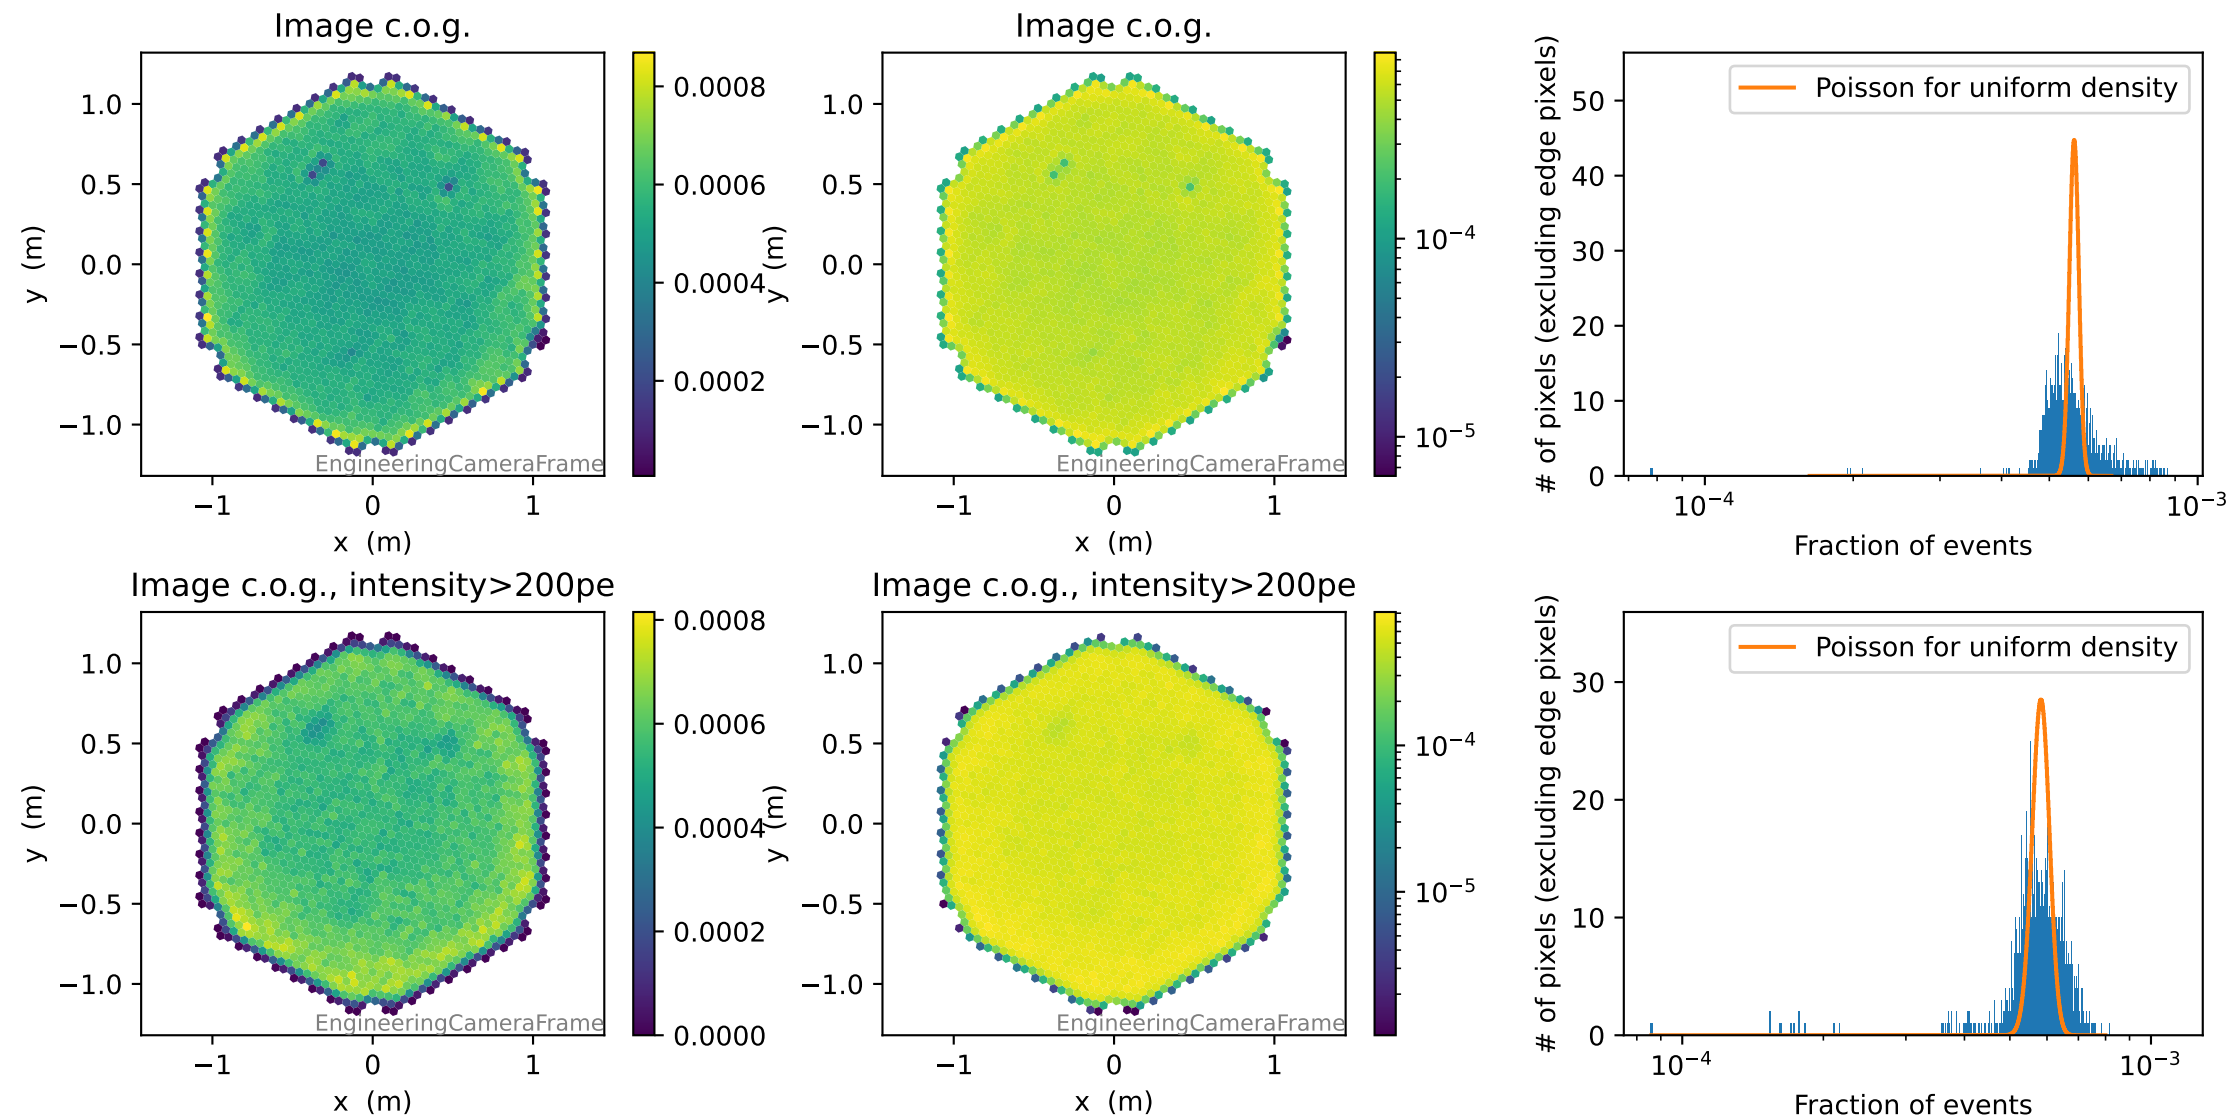 Image c.o.g.
1.0
0.5
0.0
−0.5
−1.0
y (m)
EngineeringCameraFrame
−1 0 1
x (m)
0.0008
0.0006
0.0004
0.0002
Image c.o.g.
1.0
0.5
0.0
−0.5
−1.0
y (m)
EngineeringCameraFrame
−1 0 1
x (m)
10⁻⁴
10⁻⁵
# of pixels (excluding edge pixels)
50
40
30
20
10
0
Poisson for uniform density
10⁻⁴ 10⁻³
Fraction of events
Image c.o.g., intensity>200pe
1.0
0.5
0.0
−0.5
−1.0
y (m)
EngineeringCameraFrame
−1 0 1
x (m)
0.0008
0.0006
0.0004
0.0002
0.0000
Image c.o.g., intensity>200pe
1.0
0.5
0.0
−0.5
−1.0
y (m)
EngineeringCameraFrame
−1 0 1
x (m)
10⁻⁴
10⁻⁵
# of pixels (excluding edge pixels)
30
20
10
0
Poisson for uniform density
10⁻⁴ 10⁻³
Fraction of events